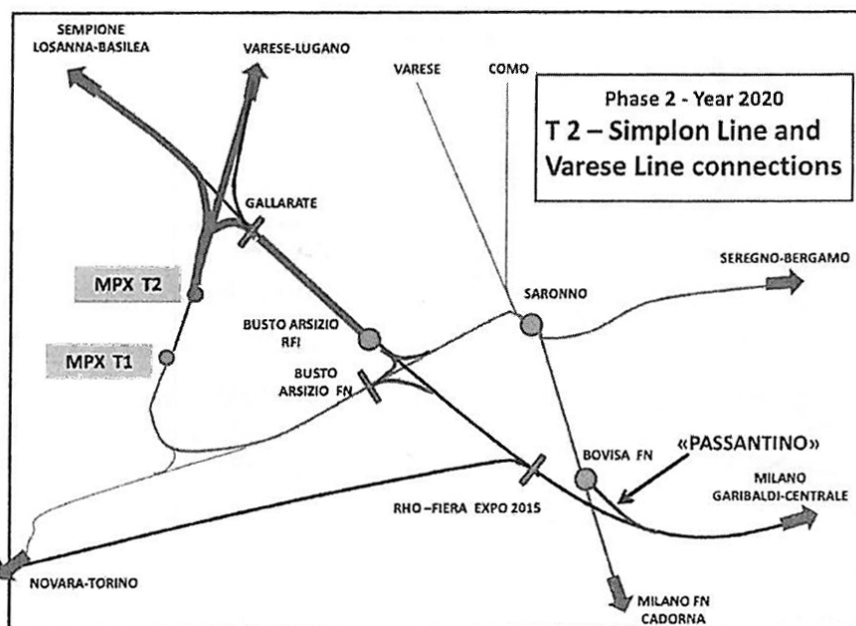 SEMPIONE
LOSANNA-BASILEA
VARESE-LUGANO
VARESE
COMO
Phase 2 - Year 2020
T 2 – Simplon Line and
Varese Line connections
GALLARATE
SEREGNO-BERGAMO
MPX T2
SARONNO
BUSTO ARSIZIO
RFI
MPX T1
BUSTO
ARSIZIO FN
«PASSANTINO»
BOVISA FN
MILANO
GARIBALDI-CENTRALE
RHO –FIERA EXPO 2015
NOVARA-TORINO
MILANO FN
CADORNA